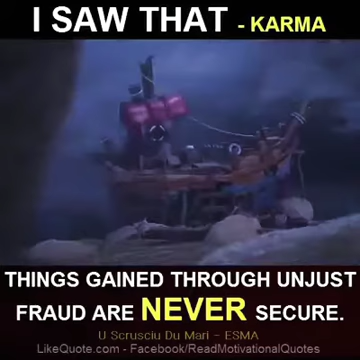 I SAW THAT - KARMA
THINGS GAINED THROUGH UNJUST
FRAUD ARE NEVER SECURE.
U Scrusciu Du Mari - ESMA
LikeQuote.com - Facebook/ReadMotivationalQuotes